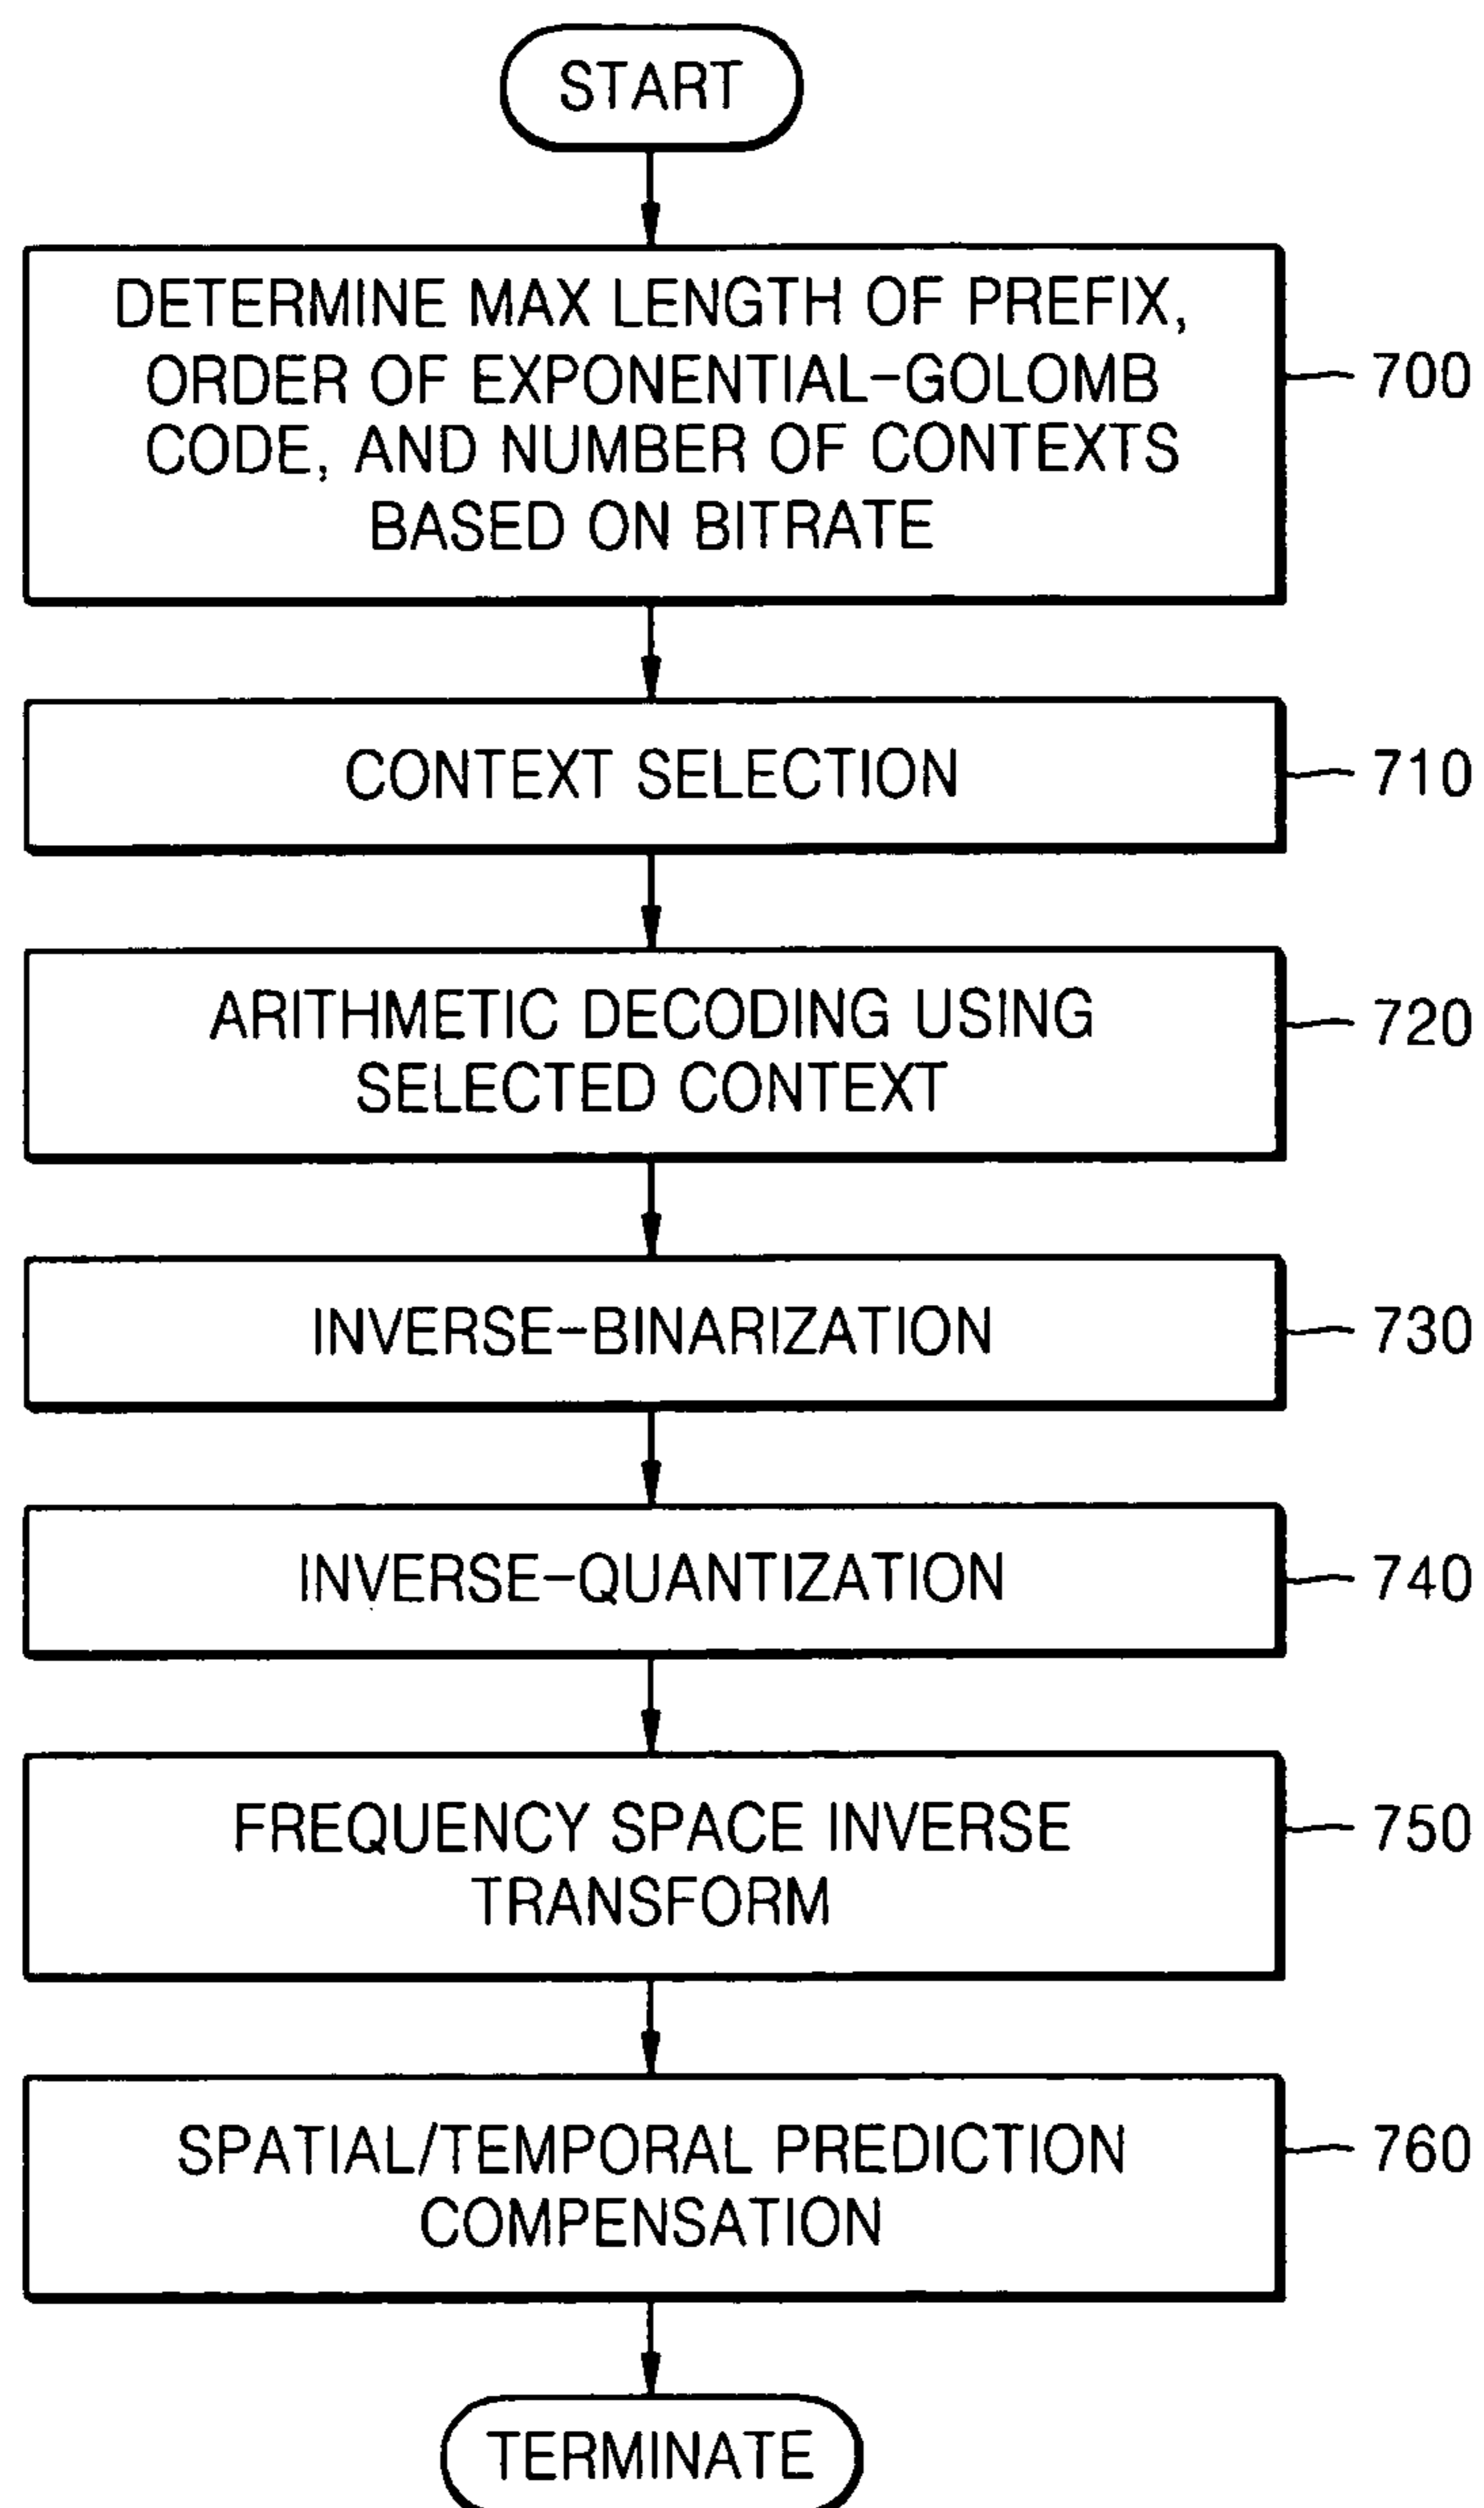 START
DETERMINE MAX LENGTH OF PREFIX,
ORDER OF EXPONENTIAL-GOLOMB
CODE, AND NUMBER OF CONTEXTS
BASED ON BITRATE
700
CONTEXT SELECTION
710
ARITHMETIC DECODING USING
SELECTED CONTEXT
720
INVERSE-BINARIZATION
730
INVERSE-QUANTIZATION
740
FREQUENCY SPACE INVERSE
TRANSFORM
750
SPATIAL/TEMPORAL PREDICTION
COMPENSATION
760
TERMINATE